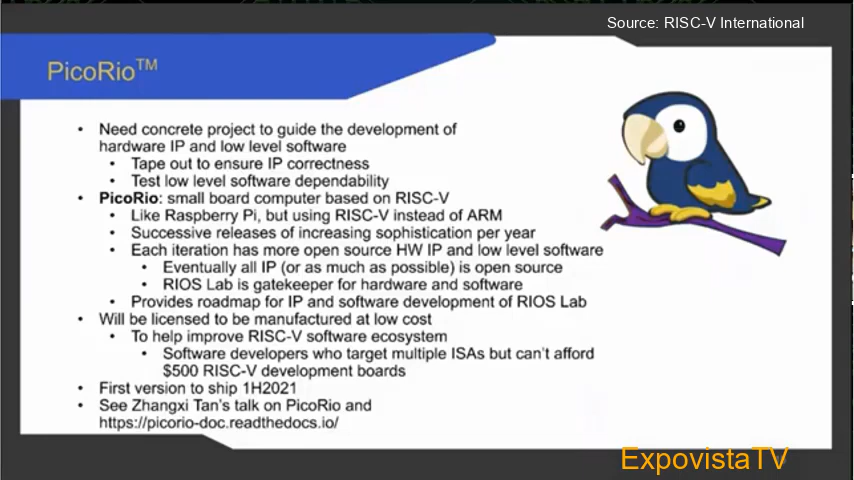 Source: RISC-V International
PicoRio™
• Need concrete project to guide the development of
hardware IP and low level software
• Tape out to ensure IP correctness
• Test low level software dependability
• PicoRio: small board computer based on RISC-V
• Like Raspberry Pi, but using RISC-V instead of ARM
• Successive releases of increasing sophistication per year
• Each iteration has more open source HW IP and low level software
• Eventually all IP (or as much as possible) is open source
• RIOS Lab is gatekeeper for hardware and software
• Provides roadmap for IP and software development of RIOS Lab
• Will be licensed to be manufactured at low cost
• To help improve RISC-V software ecosystem
• Software developers who target multiple ISAs but can't afford
$500 RISC-V development boards
• First version to ship 1H2021
• See Zhangxi Tan's talk on PicoRio and
https://picorio-doc.readthedocs.io/
ExpovistaTV